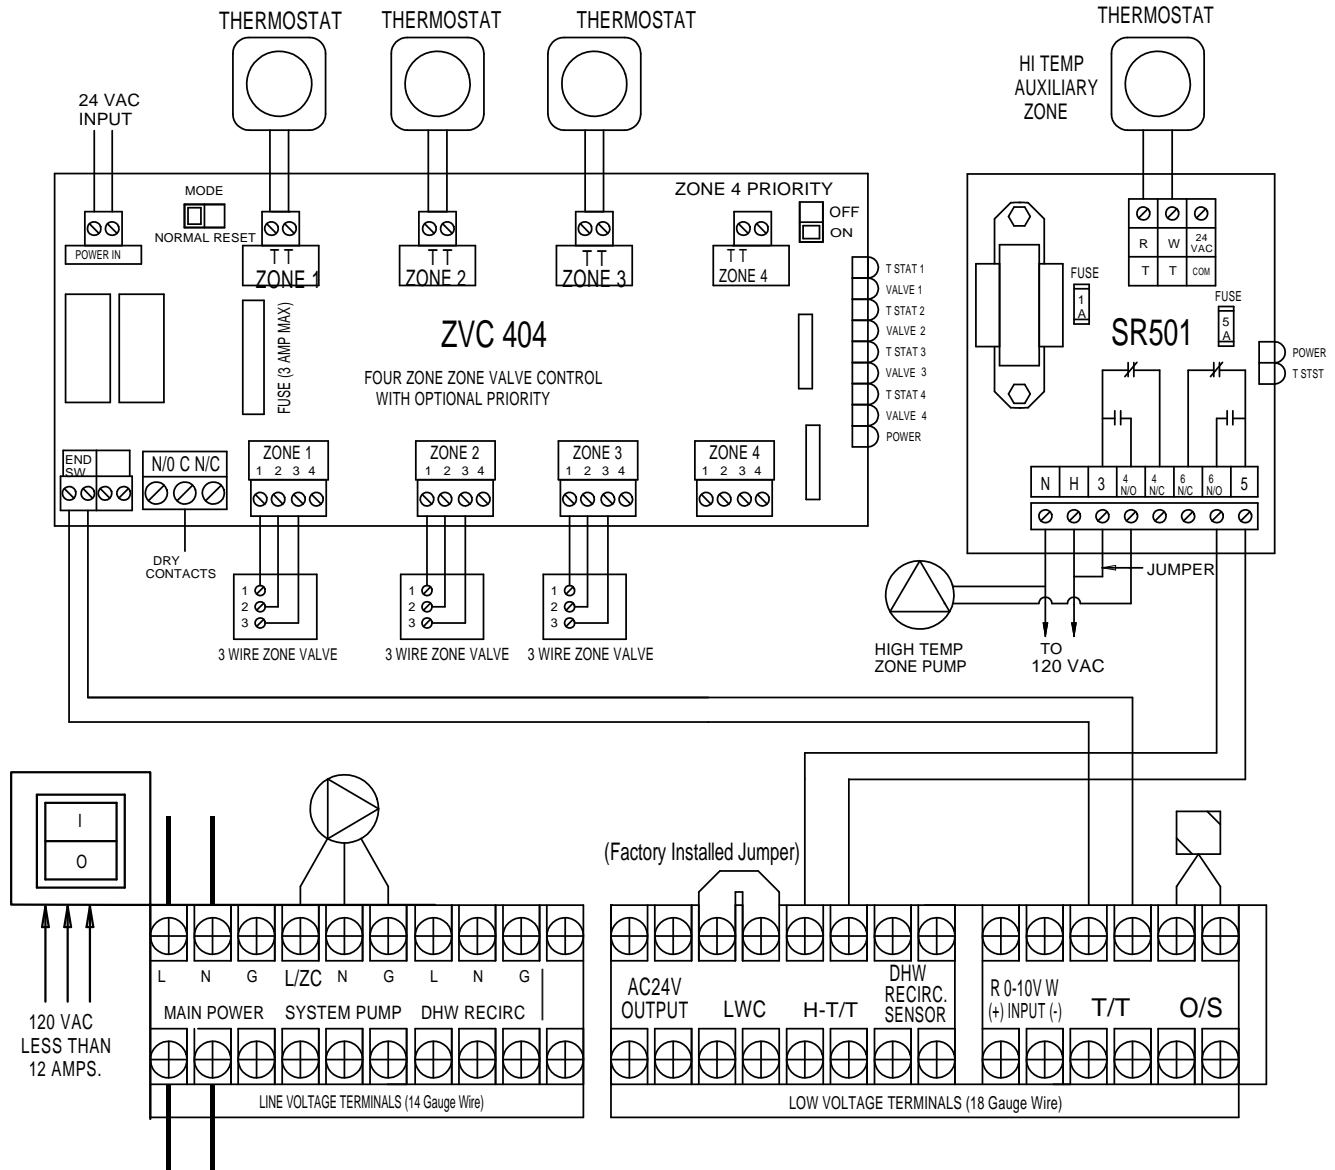 THERMOSTAT
THERMOSTAT
THERMOSTAT
THERMOSTAT
HI TEMP
AUXILIARY
ZONE
24 VAC
INPUT
MODE
NORMAL RESET
POWER IN
T T
ZONE 1
T T
ZONE 2
T T
ZONE 3
ZONE 4 PRIORITY
OFF
ON
T T
ZONE 4
FUSE (3 AMP MAX)
ZVC 404
FOUR ZONE ZONE VALVE CONTROL
WITH OPTIONAL PRIORITY
T STAT 1
VALVE 1
T STAT 2
VALVE 2
T STAT 3
VALVE 3
T STAT 4
VALVE 4
POWER
END
SW
N/0 C N/C
DRY
CONTACTS
ZONE 1
1 2 3 4
ZONE 2
1 2 3 4
ZONE 3
1 2 3 4
ZONE 4
1 2 3 4
1
2
3
3 WIRE ZONE VALVE
1
2
3
3 WIRE ZONE VALVE
1
2
3
3 WIRE ZONE VALVE
R W 24 VAC
T T COM
FUSE
1 A
FUSE
5 A
SR501
POWER
T STST
N H 3 4 N/O 4 N/C 6 N/C 6 N/O 5
JUMPER
HIGH TEMP
ZONE PUMP
TO
120 VAC
I
O
120 VAC
LESS THAN
12 AMPS.
L N G L/ZC N G L N G
MAIN POWER SYSTEM PUMP DHW RECIRC
LINE VOLTAGE TERMINALS (14 Gauge Wire)
(Factory Installed Jumper)
AC24V
OUTPUT
LWC
H-T/T
DHW
RECIRC.
SENSOR
R 0-10V W
(+) INPUT (-)
T/T
O/S
LOW VOLTAGE TERMINALS (18 Gauge Wire)